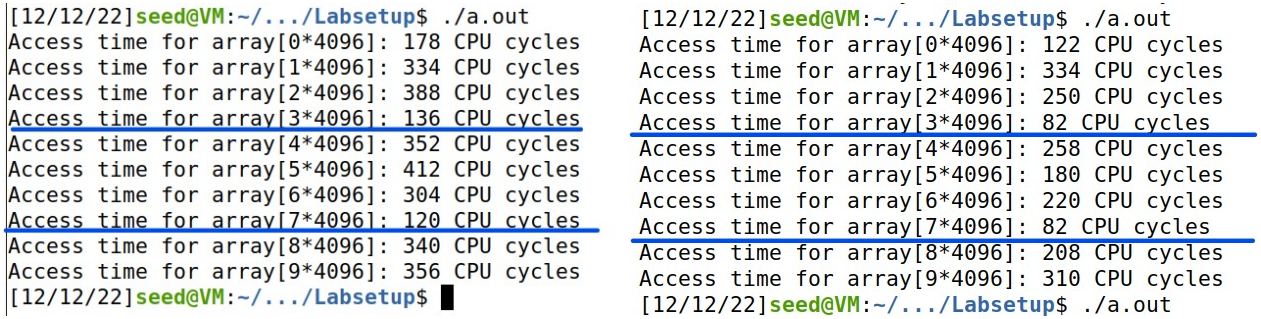 [12/12/22]seed@VM:~/.../Labsetup$ ./a.out
Access time for array[0*4096]: 178 CPU cycles
Access time for array[1*4096]: 334 CPU cycles
Access time for array[2*4096]: 388 CPU cycles
Access time for array[3*4096]: 136 CPU cycles
Access time for array[4*4096]: 352 CPU cycles
Access time for array[5*4096]: 412 CPU cycles
Access time for array[6*4096]: 304 CPU cycles
Access time for array[7*4096]: 120 CPU cycles
Access time for array[8*4096]: 340 CPU cycles
Access time for array[9*4096]: 356 CPU cycles
[12/12/22]seed@VM:~/.../Labsetup$
[12/12/22]seed@VM:~/.../Labsetup$ ./a.out
Access time for array[0*4096]: 122 CPU cycles
Access time for array[1*4096]: 334 CPU cycles
Access time for array[2*4096]: 250 CPU cycles
Access time for array[3*4096]: 82 CPU cycles
Access time for array[4*4096]: 258 CPU cycles
Access time for array[5*4096]: 180 CPU cycles
Access time for array[6*4096]: 220 CPU cycles
Access time for array[7*4096]: 82 CPU cycles
Access time for array[8*4096]: 208 CPU cycles
Access time for array[9*4096]: 310 CPU cycles
[12/12/22]seed@VM:~/.../Labsetup$ ./a.out